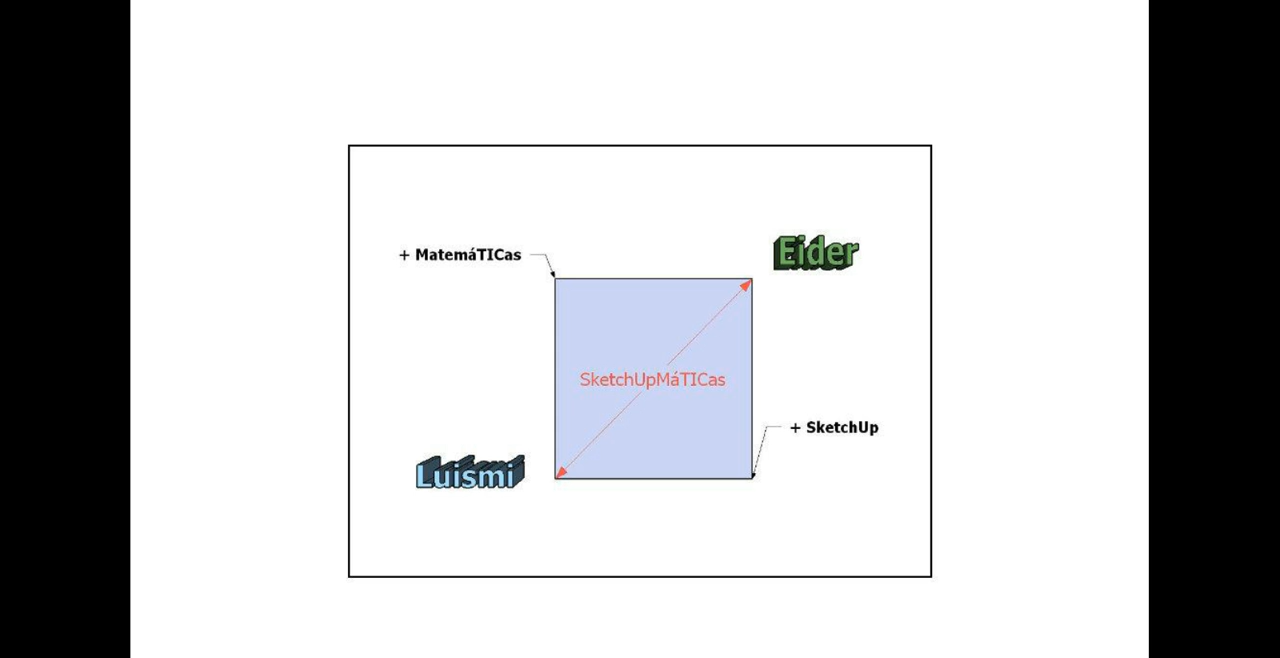 + MatemáTICas
Eider
SketchUpMáTICas
+ SketchUp
Luismi